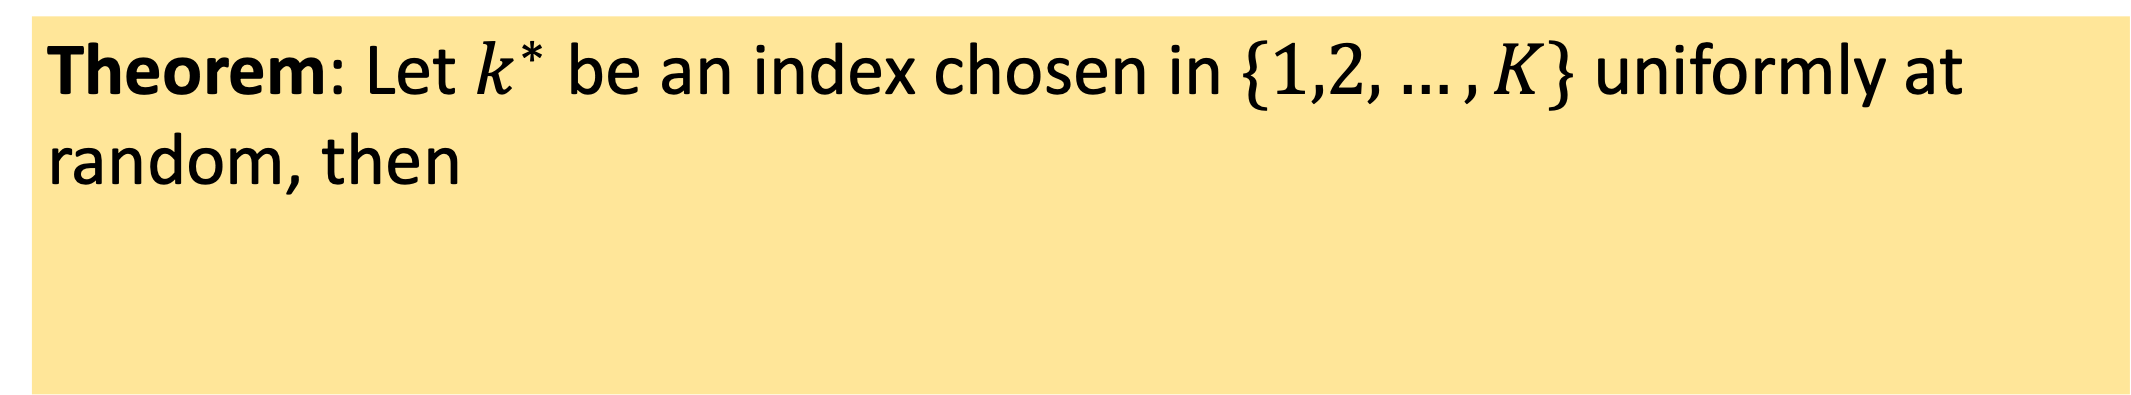 Theorem: Let k* be an index chosen in {1,2, … , K} uniformly at
random, then